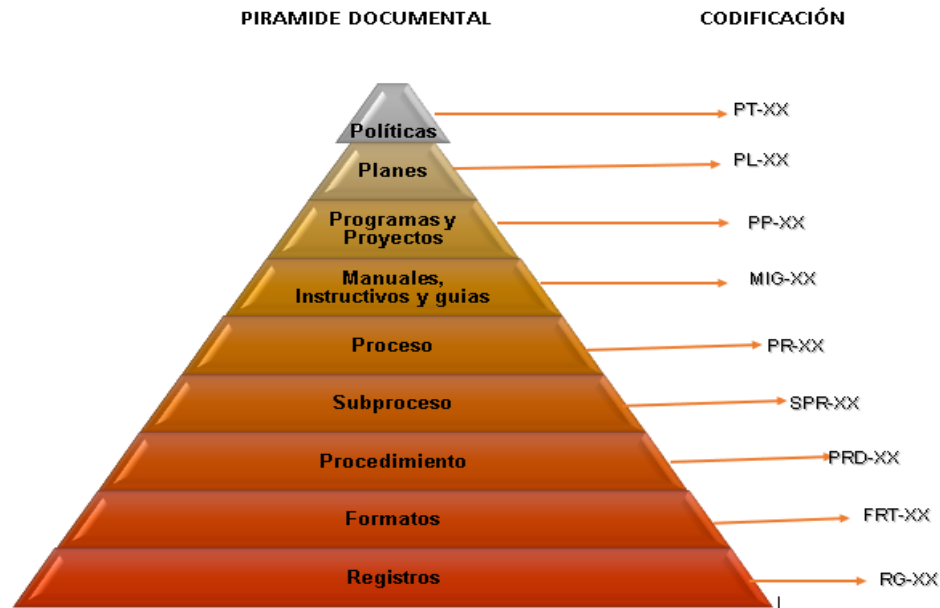 PIRAMIDE DOCUMENTAL
CODIFICACIÓN
Políticas
PT-XX
Planes
PL-XX
Programas y
Proyectos
PP-XX
Manuales,
Instructivos y guias
MIG-XX
Proceso
PR-XX
Subproceso
SPR-XX
Procedimiento
PRD-XX
Formatos
FRT-XX
Registros
RG-XX